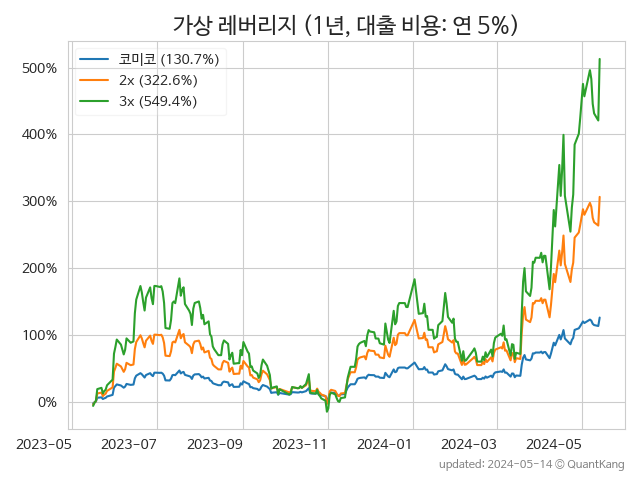 가상 레버리지 (1년, 대출 비용: 연 5%)
코미코 (130.7%)
2x (322.6%)
3x (549.4%)
500%
400%
300%
200%
100%
0%
2023-05 2023-07 2023-09 2023-11 2024-01 2024-03 2024-05
updated: 2024-05-14 © QuantKang